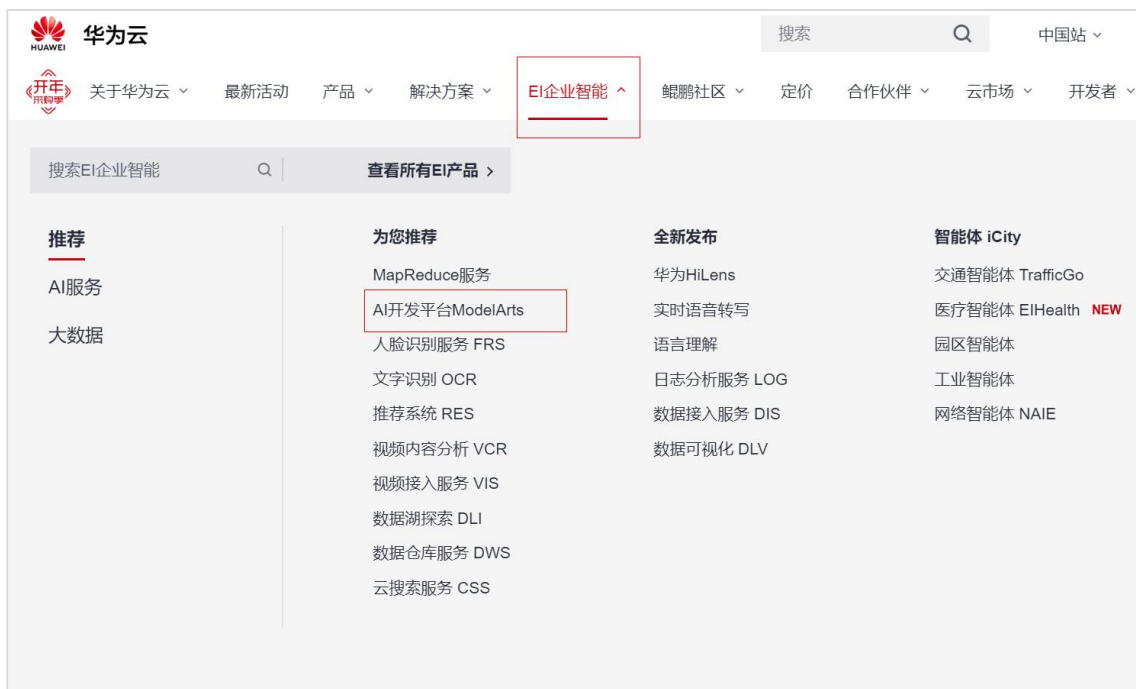 HUAWEI 华为云 搜索 中国站
开年采购季 关于华为云 最新活动 产品 解决方案 EI企业智能 鲲鹏社区 定价 合作伙伴 云市场 开发者
搜索EI企业智能 查看所有EI产品 >
推荐
AI服务
大数据
为您推荐
MapReduce服务
AI开发平台ModelArts
人脸识别服务 FRS
文字识别 OCR
推荐系统 RES
视频内容分析 VCR
视频接入服务 VIS
数据湖探索 DLI
数据仓库服务 DWS
云搜索服务 CSS
全新发布
华为HiLens
实时语音转写
语言理解
日志分析服务 LOG
数据接入服务 DIS
数据可视化 DLV
智能体 iCity
交通智能体 TrafficGo
医疗智能体 EIHealth NEW
园区智能体
工业智能体
网络智能体 NAIE